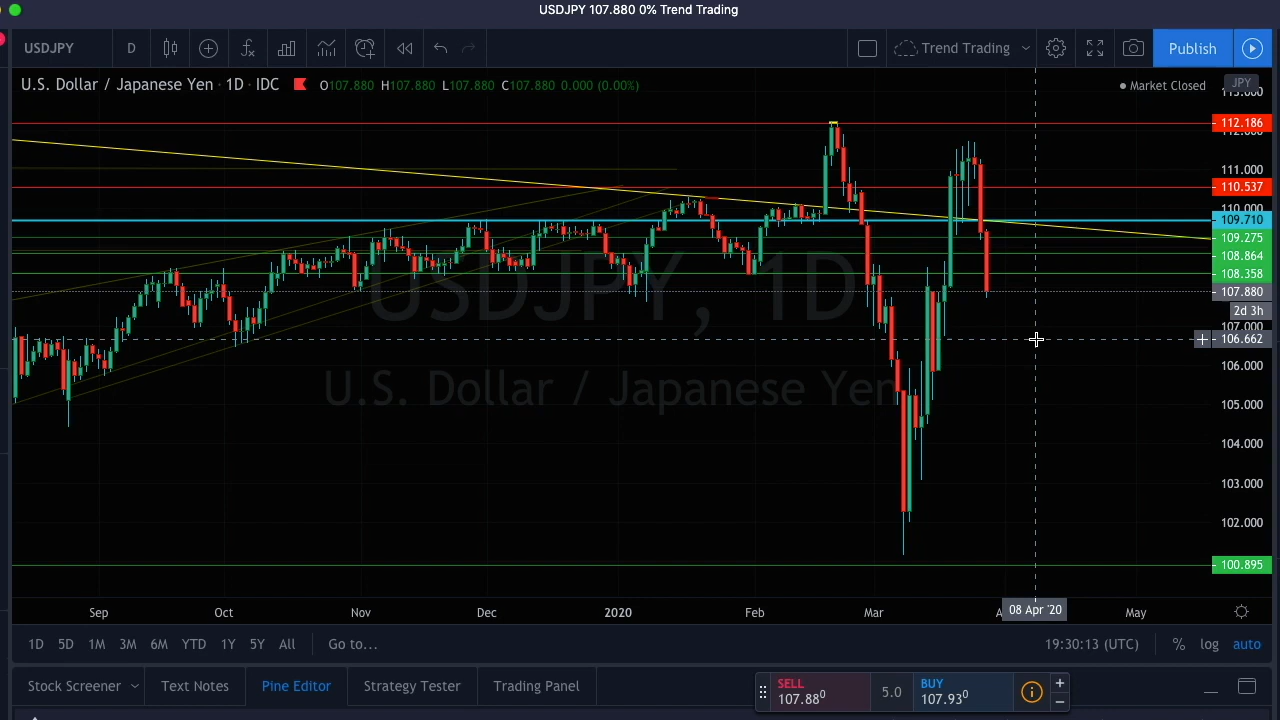 USDJPY 107.880 0% Trend Trading
USDJPY D Trend Trading Publish
U.S. Dollar / Japanese Yen · 1D · IDC O107.880 H107.880 L107.880 C107.880 0.000 (0.00%) Market Closed JPY
113.000
112.186
112.000
111.000
110.537
110.000
109.710
109.275
108.864
108.358
107.880
2d 3h
107.000
106.662
106.000
105.000
104.000
103.000
102.000
100.895
USDJPY, 1D
U.S. Dollar / Japanese Yen
Sep Oct Nov Dec 2020 Feb Mar 08 Apr '20 May
1D 5D 1M 3M 6M YTD 1Y 5Y All Go to... 19:30:13 (UTC) % log auto
Stock Screener Text Notes Pine Editor Strategy Tester Trading Panel
SELL 107.880 5.0 BUY 107.930